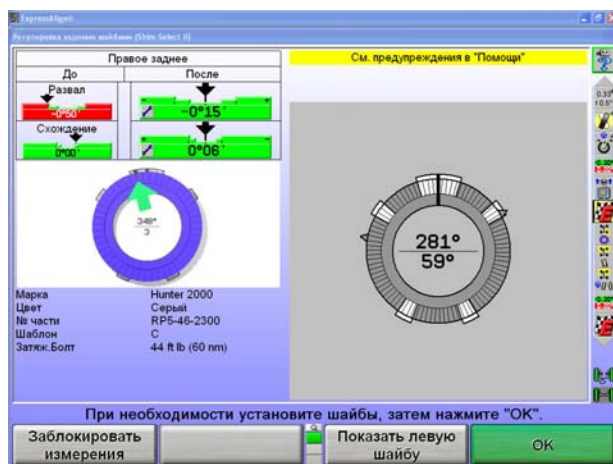 ExpressAlign®
Регулировка задними шайбами (Shim Select II)
Правое заднее
До После
Развал
-0°50' -0°15'
Схождение
0°00' 0°06'
348°
3
Марка Hunter 2000
Цвет Серый
№ части RP5-46-2300
Шаблон C
Затяж.Болт 44 ft lb (60 nm)
См. предупреждения в "Помощи"
281°
59°
При необходимости установите шайбы, затем нажмите "OK".
Заблокировать
измерения
Показать левую
шайбу
OK